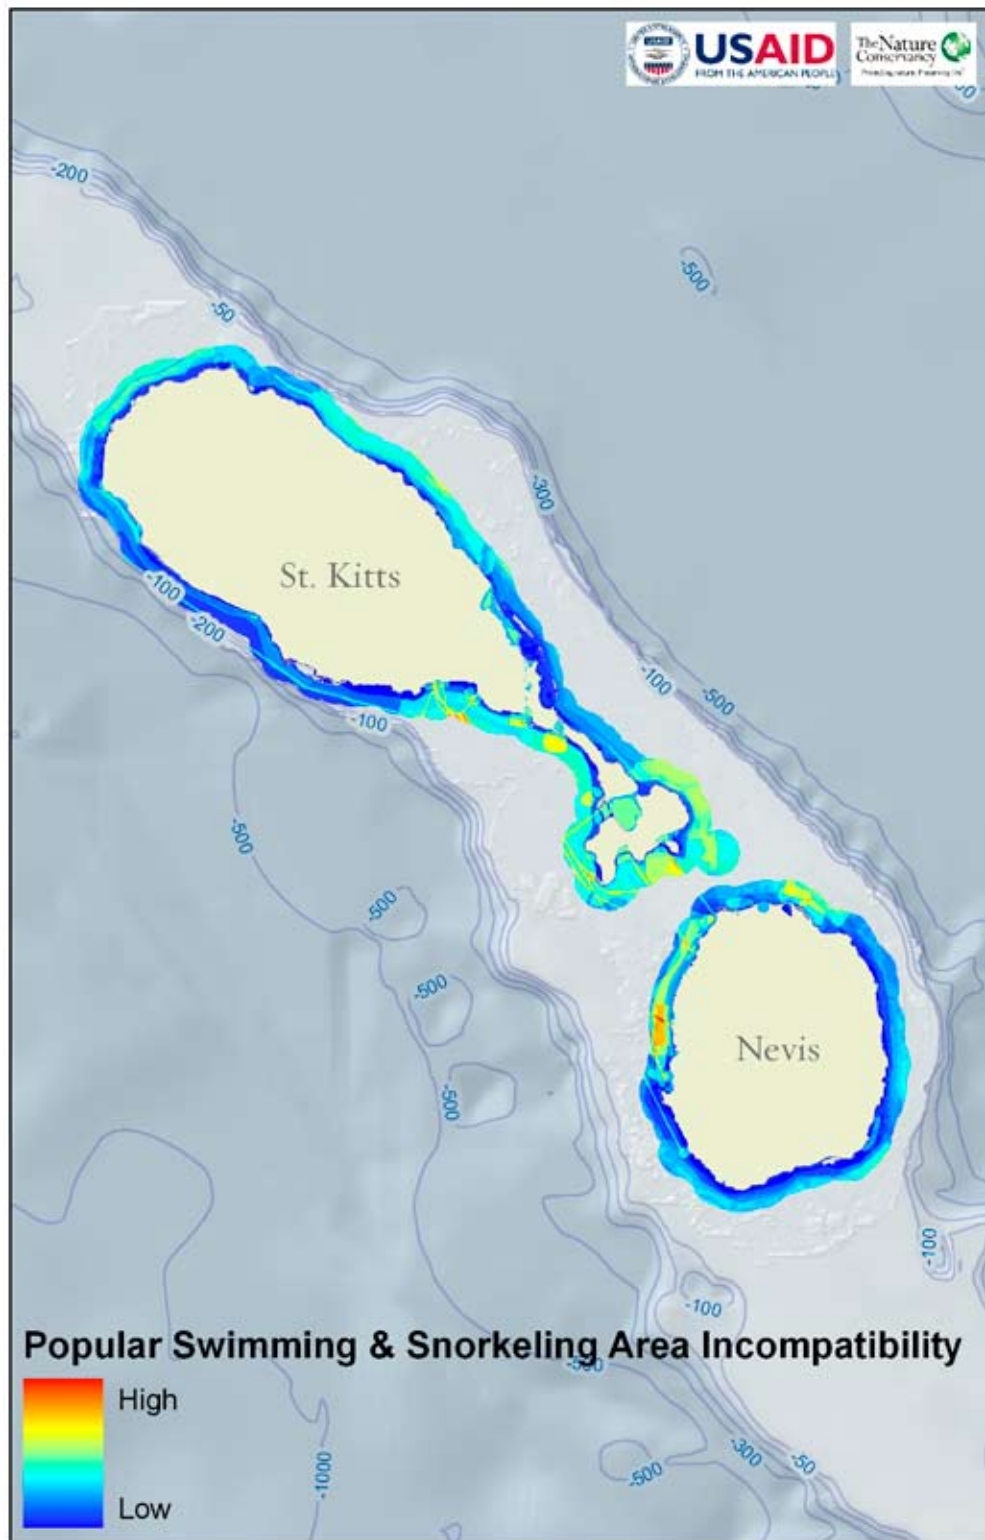 USAID
FROM THE AMERICAN PEOPLE
The Nature
Conservancy
-200
-50
-500
-300
St. Kitts
-100
-200
-100
-500
-100
-500
-500
-500
-500
Nevis
-100
-100
Popular Swimming & Snorkeling Area Incompatibility
-500
High
Low
-1000
-500
-300
-50